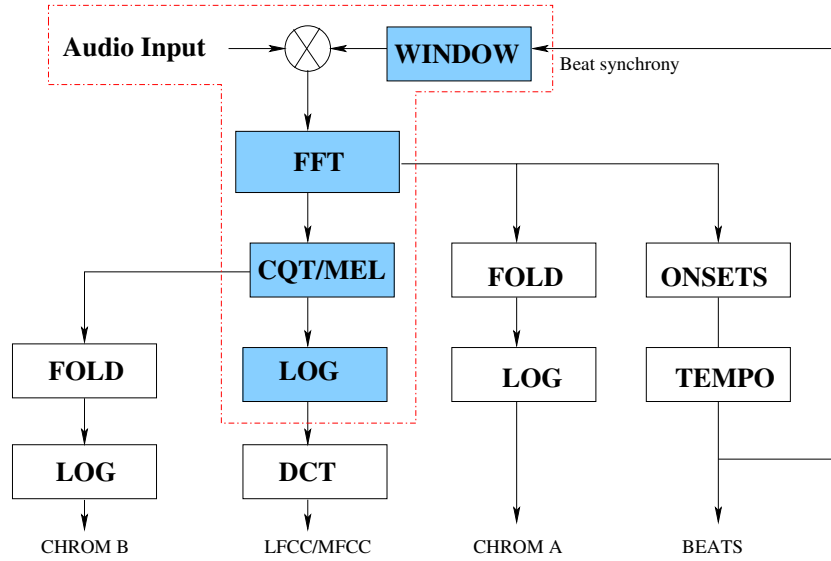 Audio Input
WINDOW
Beat synchrony
FFT
CQT/MEL
FOLD
ONSETS
FOLD
LOG
LOG
TEMPO
LOG
DCT
CHROM B
LFCC/MFCC
CHROM A
BEATS